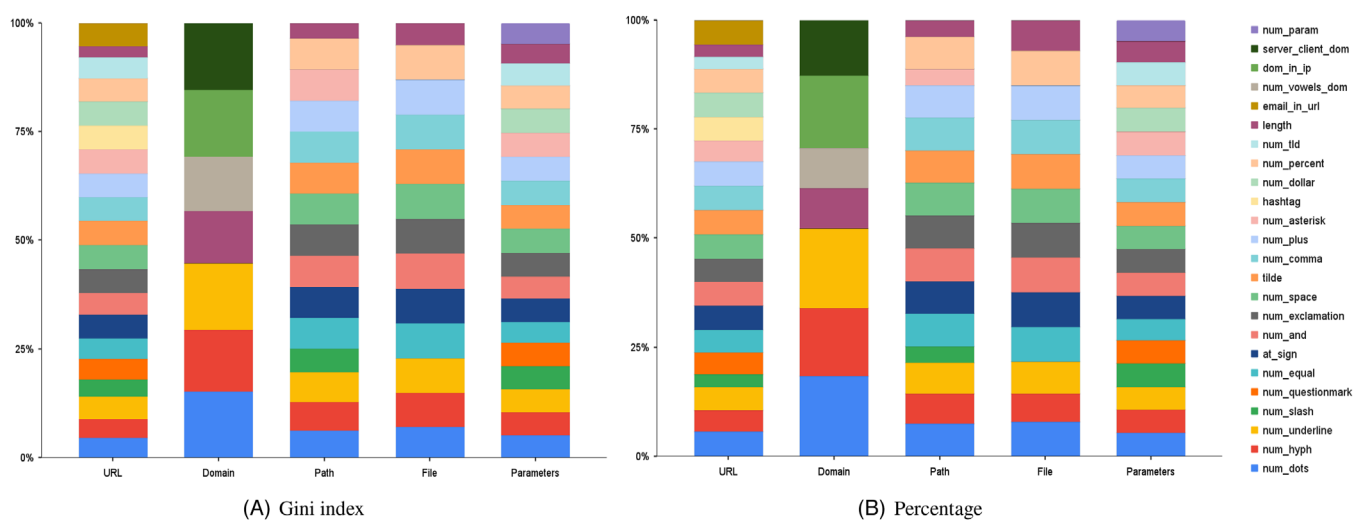 100%
75%
50%
25%
0%
URL
Domain
Path
File
Parameters
(A) Gini index
100%
75%
50%
25%
0%
URL
Domain
Path
File
Parameters
(B) Percentage
num_param
server_client_dom
dom_in_ip
num_vowels_dom
email_in_url
length
num_tld
num_percent
num_dollar
hashtag
num_asterisk
num_plus
num_comma
tilde
num_space
num_exclamation
num_and
at_sign
num_equal
num_questionmark
num_slash
num_underline
num_hyph
num_dots